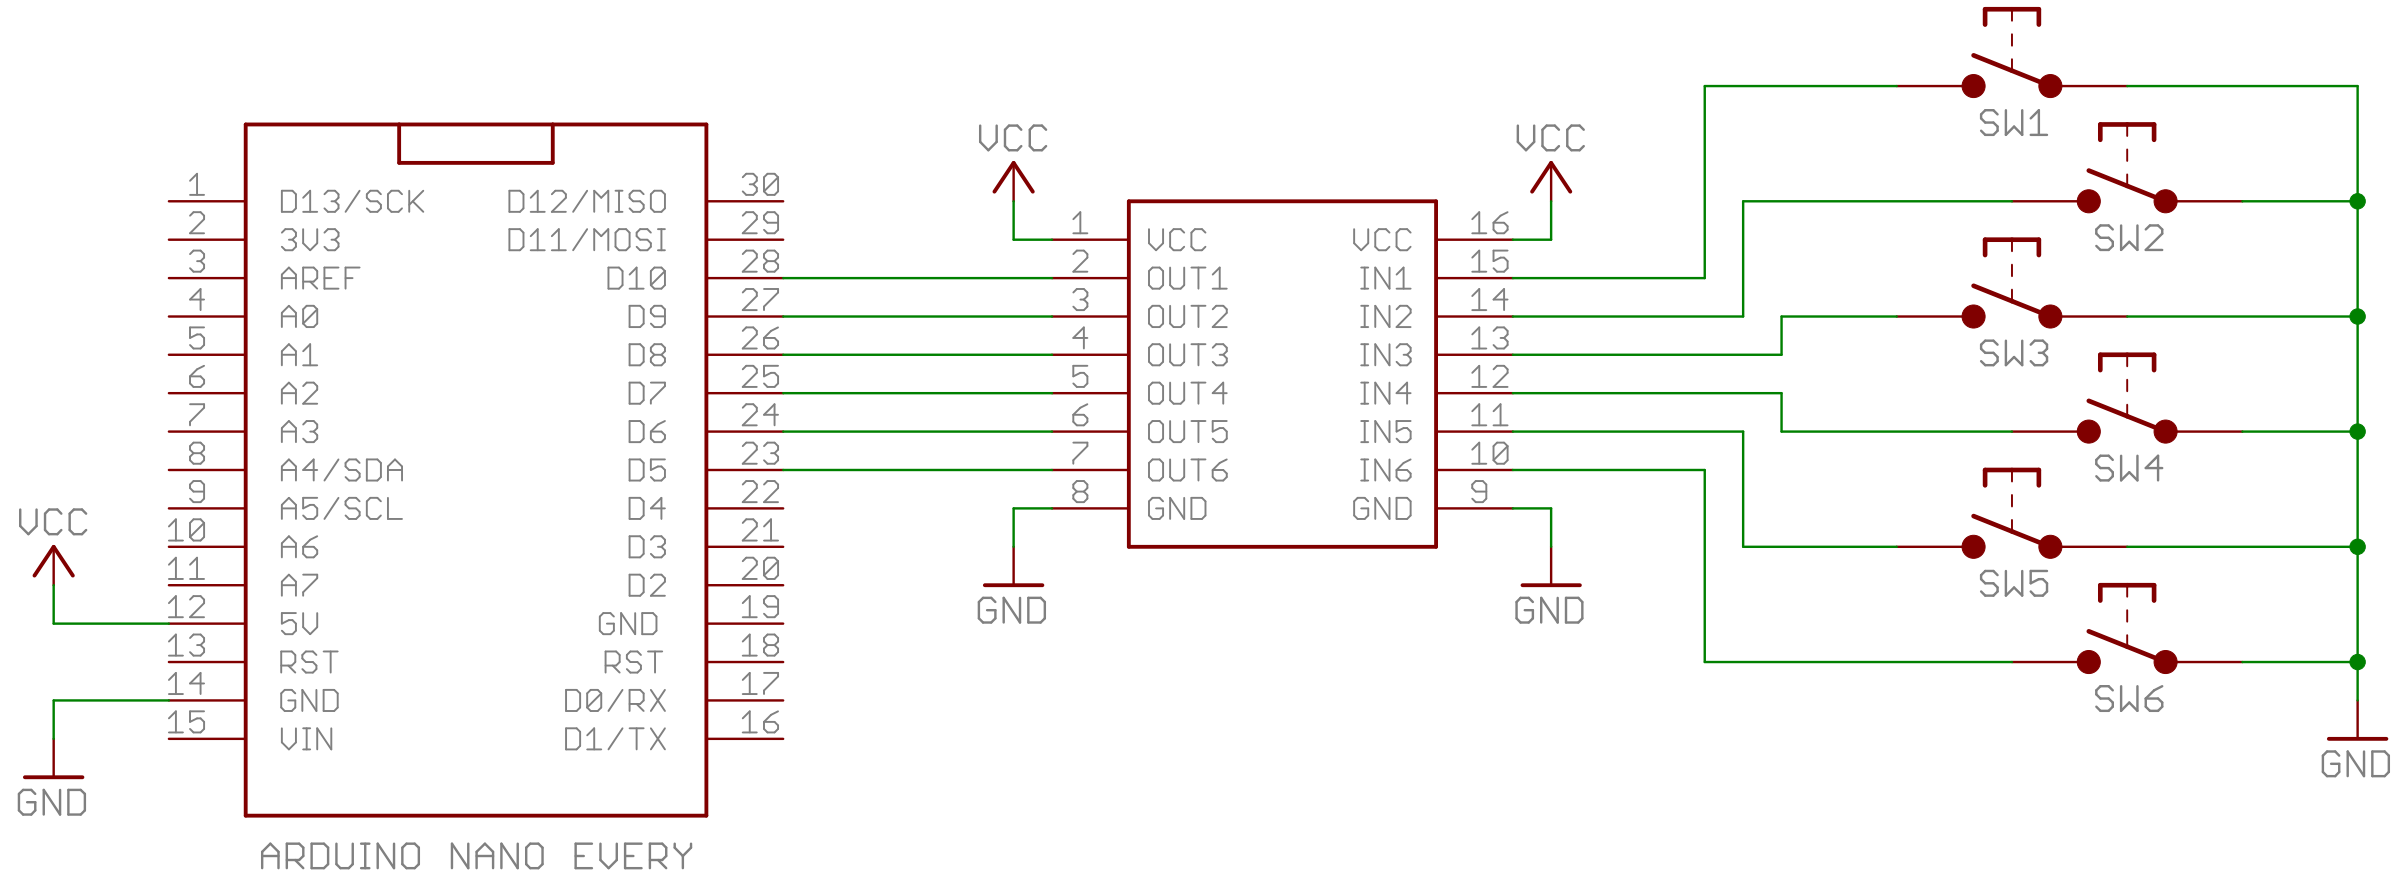 VCC
GND
1 D13/SCK D12/MISO 30
2 3V3 D11/MOSI 29
3 AREF D10 28
4 A0 D9 27
5 A1 D8 26
6 A2 D7 25
7 A3 D6 24
8 A4/SDA D5 23
9 A5/SCL D4 22
10 A6 D3 21
11 A7 D2 20
12 5V GND 19
13 RST RST 18
14 GND D0/RX 17
15 VIN D1/TX 16
ARDUINO NANO EVERY
VCC VCC
1 VCC VCC 16
2 OUT1 IN1 15
3 OUT2 IN2 14
4 OUT3 IN3 13
5 OUT4 IN4 12
6 OUT5 IN5 11
7 OUT6 IN6 10
8 GND GND 9
GND GND
SW1
SW2
SW3
SW4
SW5
SW6
GND